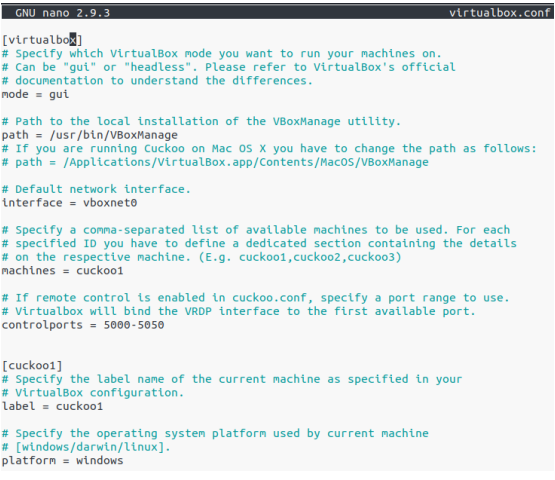 GNU nano 2.9.3 virtualbox.conf
[virtualbox]
# Specify which VirtualBox mode you want to run your machines on.
# Can be "gui" or "headless". Please refer to VirtualBox's official
# documentation to understand the differences.
mode = gui
# Path to the local installation of the VBoxManage utility.
path = /usr/bin/VBoxManage
# If you are running Cuckoo on Mac OS X you have to change the path as follows:
# path = /Applications/VirtualBox.app/Contents/MacOS/VBoxManage
# Default network interface.
interface = vboxnet0
# Specify a comma-separated list of available machines to be used. For each
# specified ID you have to define a dedicated section containing the details
# on the respective machine. (E.g. cuckoo1,cuckoo2,cuckoo3)
machines = cuckoo1
# If remote control is enabled in cuckoo.conf, specify a port range to use.
# Virtualbox will bind the VRDP interface to the first available port.
controlports = 5000-5050
[cuckoo1]
# Specify the label name of the current machine as specified in your
# VirtualBox configuration.
label = cuckoo1
# Specify the operating system platform used by current machine
# [windows/darwin/linux].
platform = windows